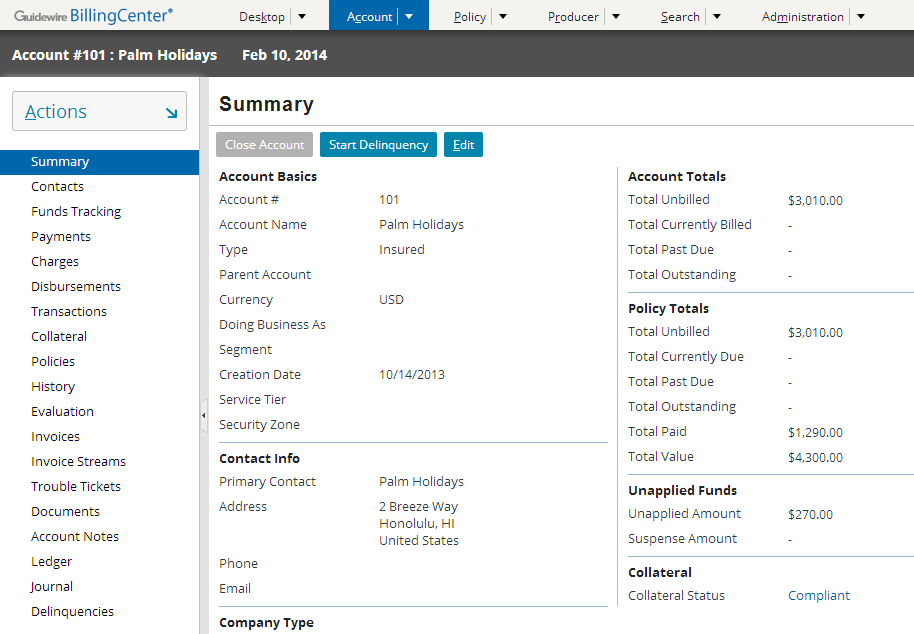 Guidewire BillingCenter® Desktop Account Policy Producer Search Administration
Account #101 : Palm Holidays Feb 10, 2014
Actions
Summary
Contacts
Funds Tracking
Payments
Charges
Disbursements
Transactions
Collateral
Policies
History
Evaluation
Invoices
Invoice Streams
Trouble Tickets
Documents
Account Notes
Ledger
Journal
Delinquencies
Summary
Close Account Start Delinquency Edit
Account Basics
Account # 101
Account Name Palm Holidays
Type Insured
Parent Account
Currency USD
Doing Business As
Segment
Creation Date 10/14/2013
Service Tier
Security Zone
Contact Info
Primary Contact Palm Holidays
Address 2 Breeze Way
Honolulu, HI
United States
Phone
Email
Company Type
Account Totals
Total Unbilled $3,010.00
Total Currently Billed -
Total Past Due -
Total Outstanding -
Policy Totals
Total Unbilled $3,010.00
Total Currently Due -
Total Past Due -
Total Outstanding -
Total Paid $1,290.00
Total Value $4,300.00
Unapplied Funds
Unapplied Amount $270.00
Suspense Amount -
Collateral
Collateral Status Compliant